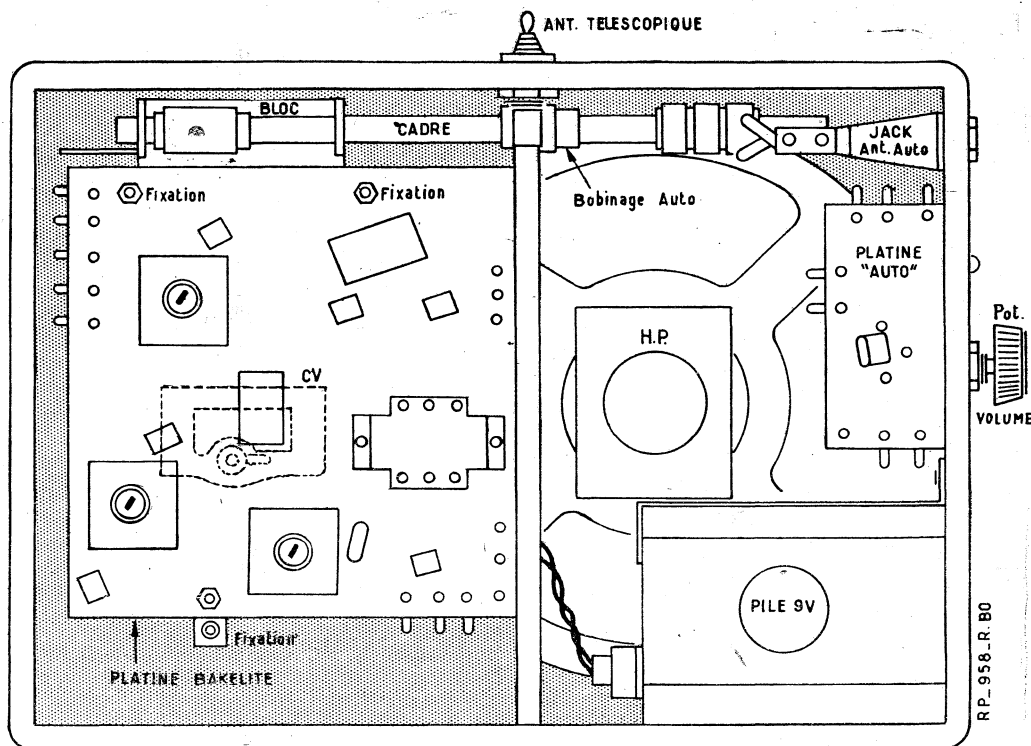 ANT. TELESCOPIQUE
BLOC
CADRE
JACK
Ant. Auto
Fixation
Fixation
Bobinage Auto
PLATINE
"AUTO"
Pot.
H.P.
CV
VOLUME
PILE 9V
Fixation
PLATINE BAKELITE
RP_958_R.BO